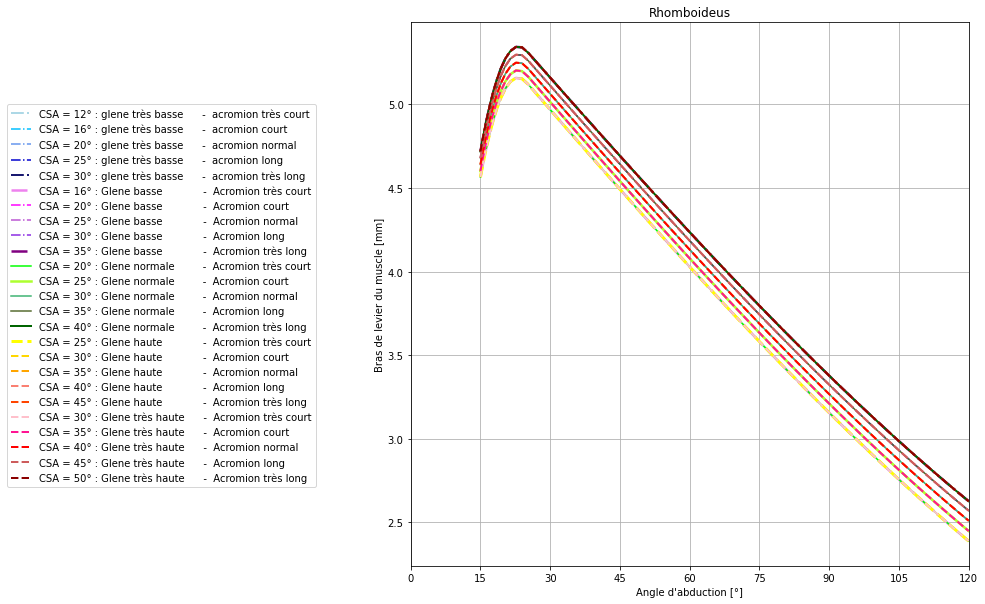 Rhomboideus
CSA = 12° : glene très basse - acromion très court
CSA = 16° : glene très basse - acromion court
CSA = 20° : glene très basse - acromion normal
CSA = 25° : glene très basse - acromion long
CSA = 30° : glene très basse - acromion très long
CSA = 16° : Glene basse - Acromion très court
CSA = 20° : Glene basse - Acromion court
CSA = 25° : Glene basse - Acromion normal
CSA = 30° : Glene basse - Acromion long
CSA = 35° : Glene basse - Acromion très long
CSA = 20° : Glene normale - Acromion très court
CSA = 25° : Glene normale - Acromion court
CSA = 30° : Glene normale - Acromion normal
CSA = 35° : Glene normale - Acromion long
CSA = 40° : Glene normale - Acromion très long
CSA = 25° : Glene haute - Acromion très court
CSA = 30° : Glene haute - Acromion court
CSA = 35° : Glene haute - Acromion normal
CSA = 40° : Glene haute - Acromion long
CSA = 45° : Glene haute - Acromion très long
CSA = 30° : Glene très haute - Acromion très court
CSA = 35° : Glene très haute - Acromion court
CSA = 40° : Glene très haute - Acromion normal
CSA = 45° : Glene très haute - Acromion long
CSA = 50° : Glene très haute - Acromion très long
Bras de levier du muscle [mm]
5.0
4.5
4.0
3.5
3.0
2.5
0 15 30 45 60 75 90 105 120
Angle d'abduction [°]